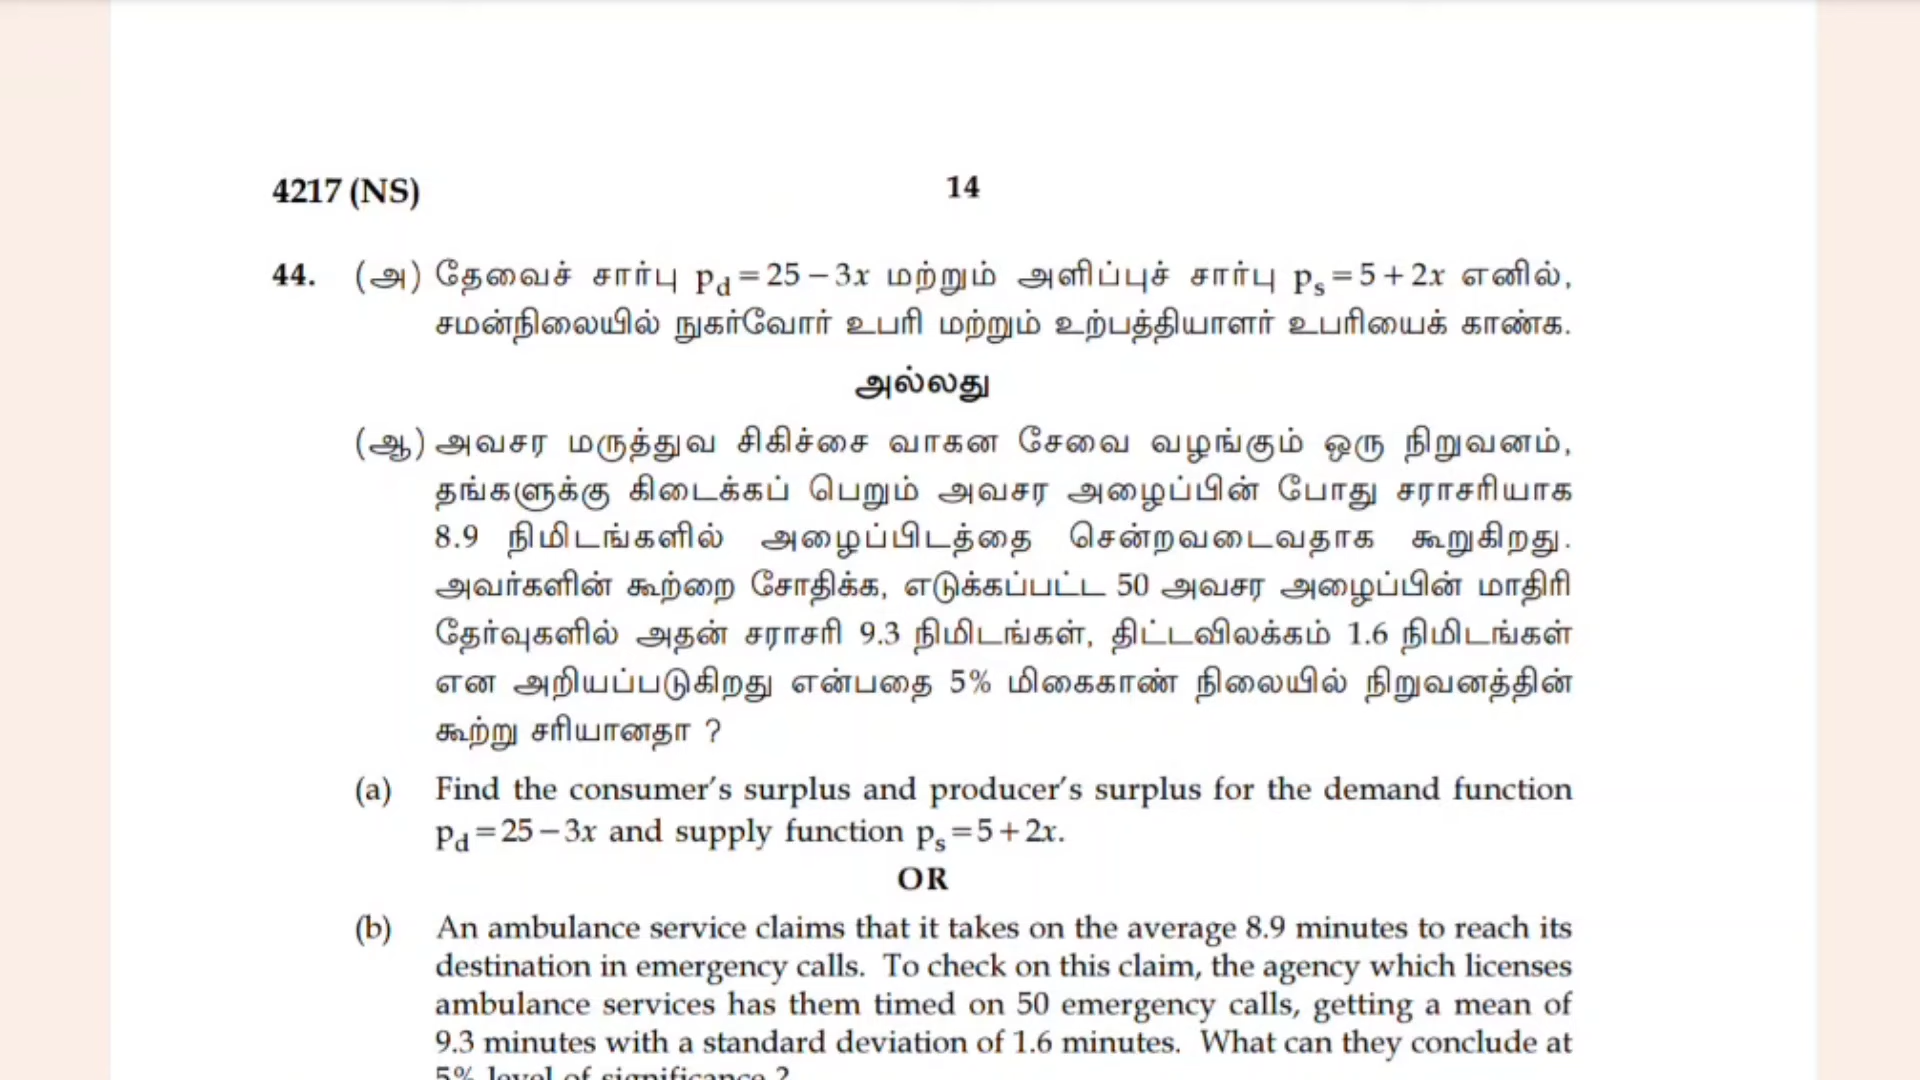 4217 (NS)
14
44. (அ) தேவைச் சார்பு pd = 25 – 3x மற்றும் அளிப்புச் சார்பு ps = 5 + 2x எனில்,
சமன்நிலையில் நுகர்வோர் உபரி மற்றும் உற்பத்தியாளர் உபரியைக் காண்க.
அல்லது
(ஆ) அவசர மருத்துவ சிகிச்சை வாகன சேவை வழங்கும் ஒரு நிறுவனம்,
தங்களுக்கு கிடைக்கப் பெறும் அவசர அழைப்பின் போது சராசரியாக
8.9 நிமிடங்களில் அழைப்பிடத்தை சென்றவடைவதாக கூறுகிறது.
அவர்களின் கூற்றை சோதிக்க, எடுக்கப்பட்ட 50 அவசர அழைப்பின் மாதிரி
தேர்வுகளில் அதன் சராசரி 9.3 நிமிடங்கள், திட்டவிலக்கம் 1.6 நிமிடங்கள்
என அறியப்படுகிறது என்பதை 5% மிகைகாண் நிலையில் நிறுவனத்தின்
கூற்று சரியானதா ?
(a) Find the consumer's surplus and producer's surplus for the demand function
pd = 25 – 3x and supply function ps = 5 + 2x.
OR
(b) An ambulance service claims that it takes on the average 8.9 minutes to reach its
destination in emergency calls. To check on this claim, the agency which licenses
ambulance services has them timed on 50 emergency calls, getting a mean of
9.3 minutes with a standard deviation of 1.6 minutes. What can they conclude at
5% level of significance ?